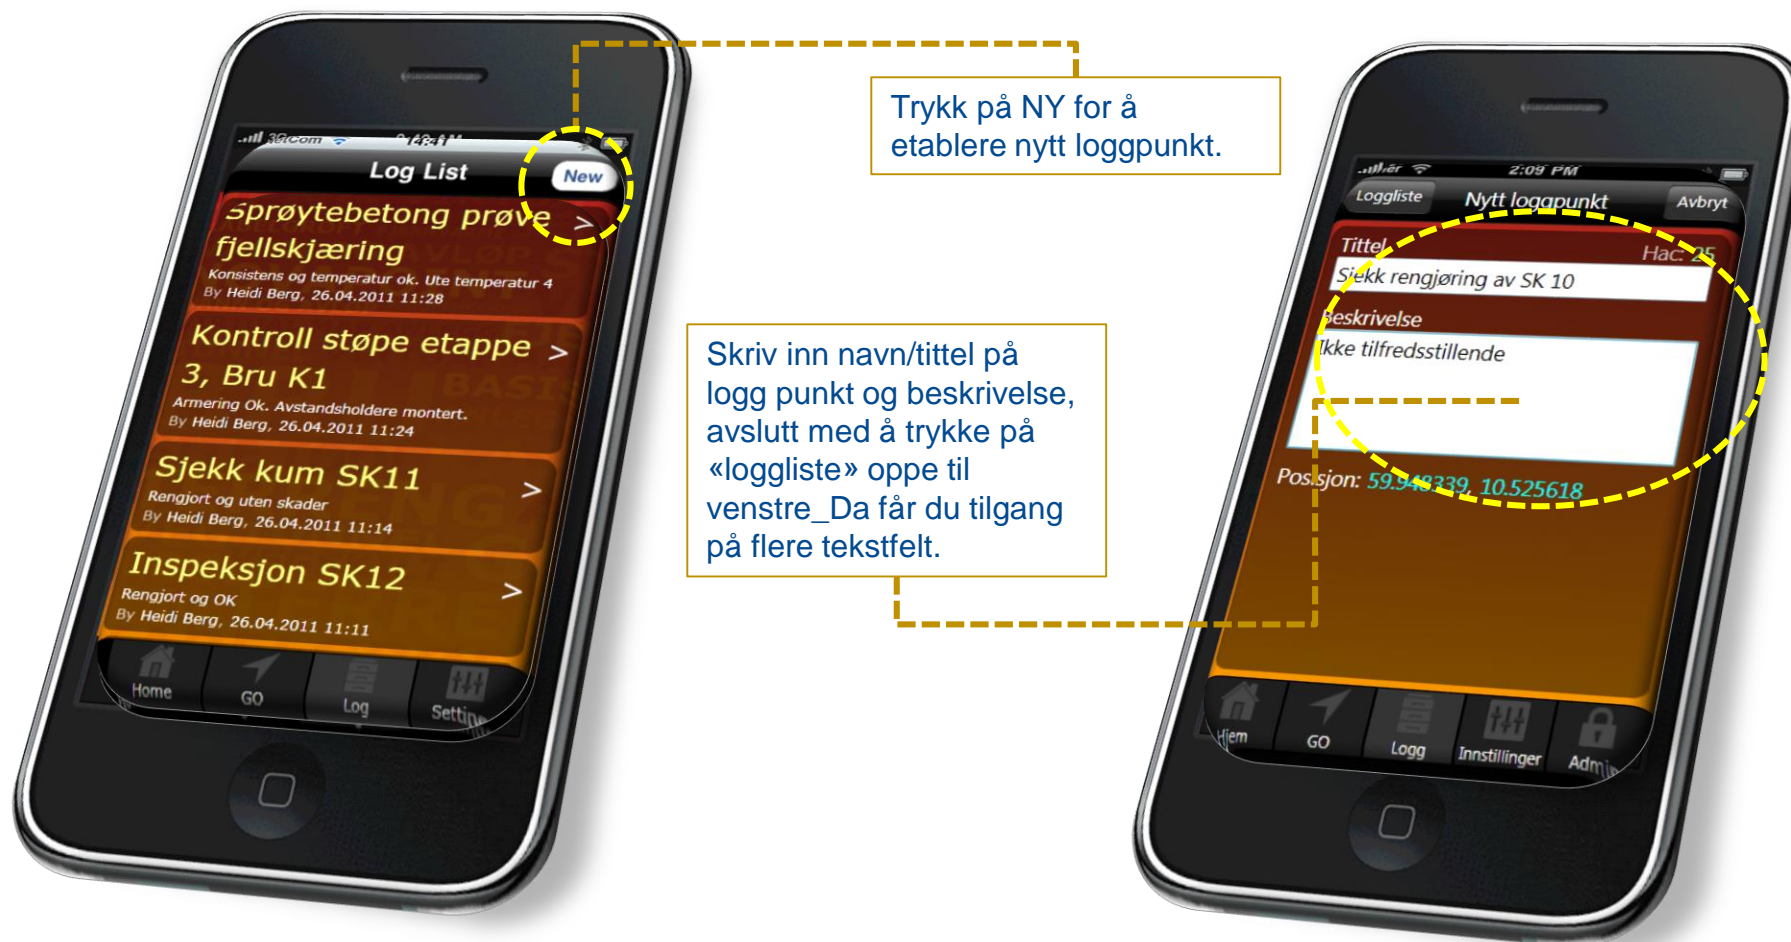 Trykk på NY for å
etablere nytt loggpunkt.
Log List
New
Sprøytebetong prøve >
fjellskjæring
Konsistens og temperatur ok. Ute temperatur 4
By Heidi Berg, 26.04.2011 11:28
Kontroll støpe etappe >
3, Bru K1
Armering Ok. Avstandsholdere montert.
By Heidi Berg, 26.04.2011 11:24
Sjekk kum SK11 >
Rengjort og uten skader
By Heidi Berg, 26.04.2011 11:14
Inspeksjon SK12 >
Rengjort og OK
By Heidi Berg, 26.04.2011 11:11
Home
GO
Log
Skriv inn navn/tittel på
logg punkt og beskrivelse,
avslutt med å trykke på
«loggliste» oppe til
venstre_Da får du tilgang
på flere tekstfelt.
2:09 PM
Loggliste
Nytt loggpunkt
Avbryt
Tittel
Hac: 25
Sjekk rengjøring av SK 10
Beskrivelse
Ikke tilfredsstillende
Posisjon: 59.948339, 10.525618
Hjem
GO
Logg
Innstillinger
Admin